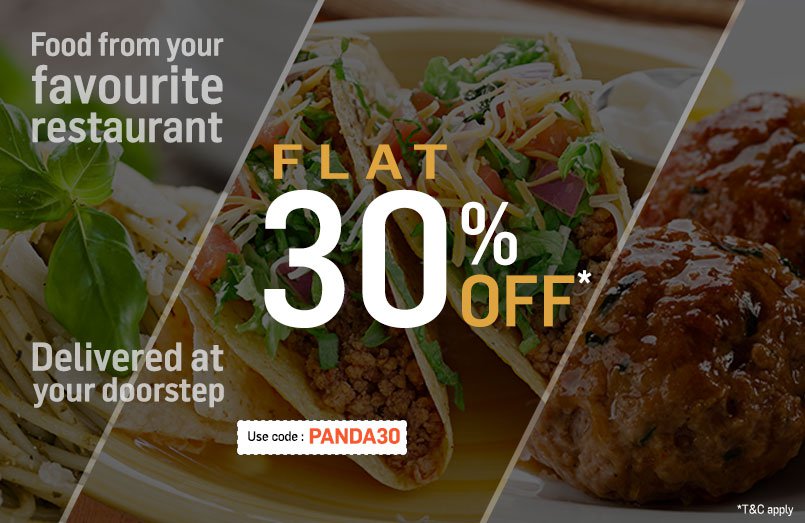 Food from your
favourite
restaurant
FLAT
30%
OFF*
Delivered at
your doorstep
Use code : PANDA30
*T&C apply